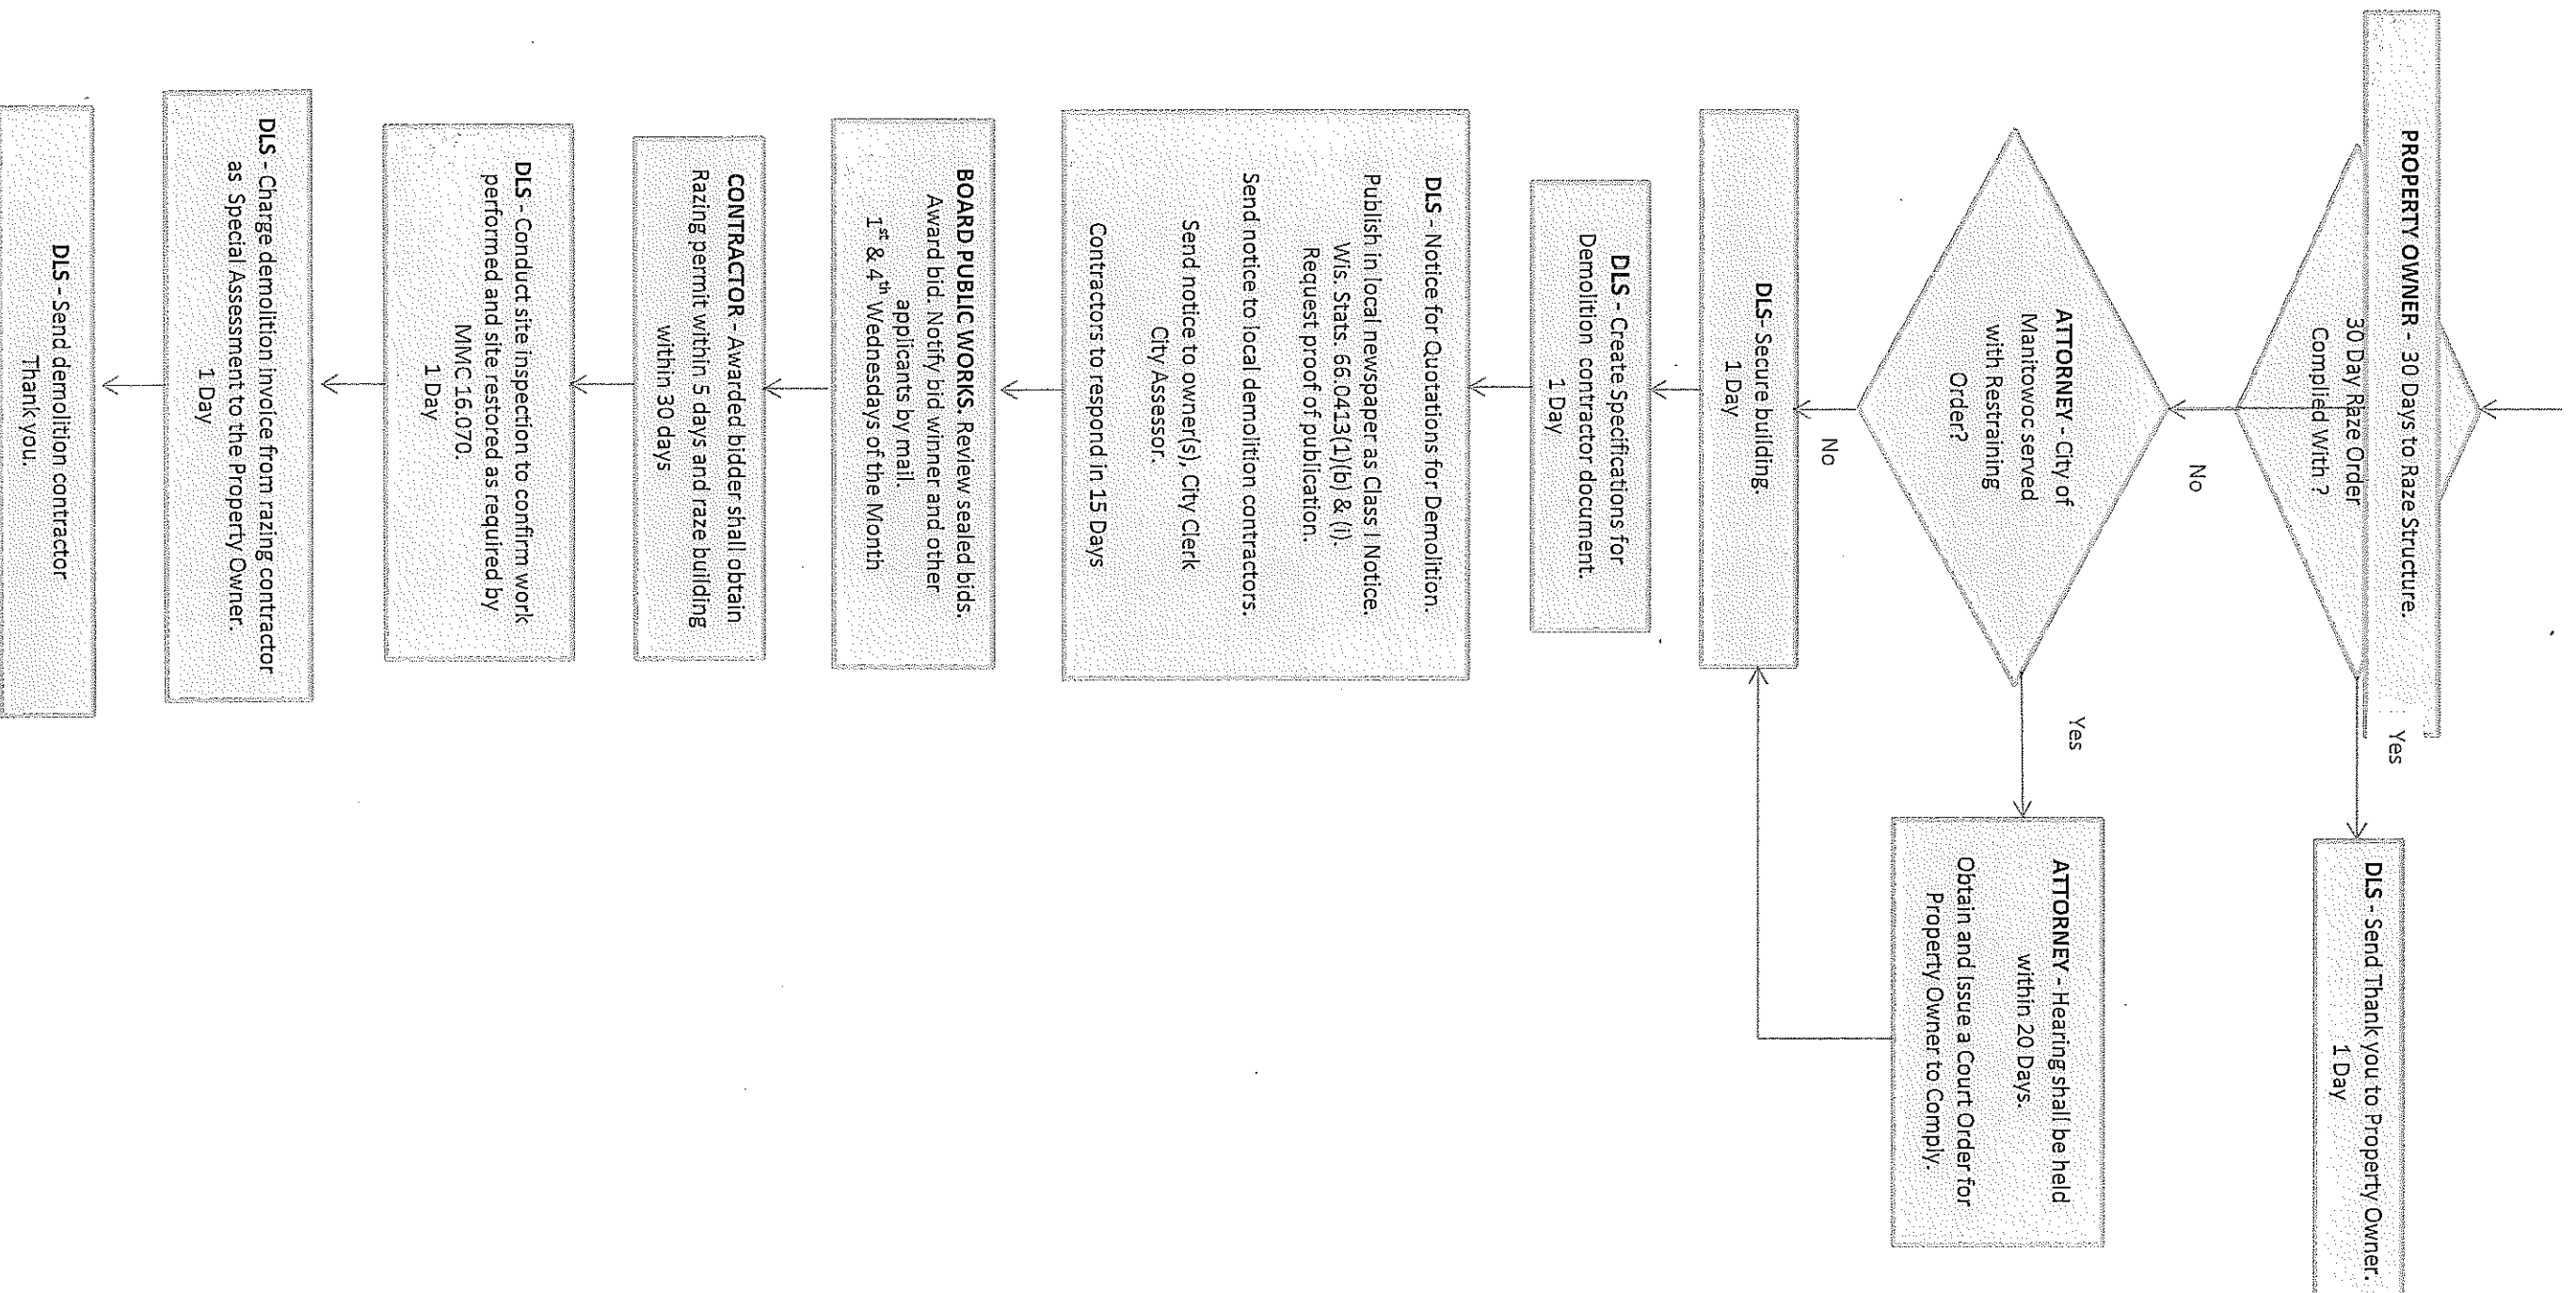 PROPERTY OWNER - 30 Days to Raze Structure.
30 Day Raze Order
Complied With ?
Yes
DLS - Send Thank you to Property Owner.
1 Day
No
ATTORNEY - City of
Manitowoc served
with Restraining
Order?
Yes
ATTORNEY - Hearing shall be held
within 20 Days.
Obtain and Issue a Court Order for
Property Owner to Comply.
No
DLS- Secure building.
1 Day
DLS - Create Specifications for
Demolition contractor document.
1 Day
DLS - Notice for Quotations for Demolition.
Publish in local newspaper as Class I Notice.
Wis. Stats. 66.0413(1)(b) & (i).
Request proof of publication.
Send notice to local demolition contractors.
Send notice to owner(s), City Clerk
City Assessor.
Contractors to respond in 15 Days
BOARD PUBLIC WORKS. Review sealed bids.
Award bid. Notify bid winner and other
applicants by mail.
1st & 4th Wednesdays of the Month
CONTRACTOR - Awarded bidder shall obtain
Razing permit within 5 days and raze building
within 30 days
DLS - Conduct site inspection to confirm work
performed and site restored as required by
MMC 16.070.
1 Day
DLS - Charge demolition invoice from razing contractor
as Special Assessment to the Property Owner.
1 Day
DLS - Send demolition contractor
Thank you.